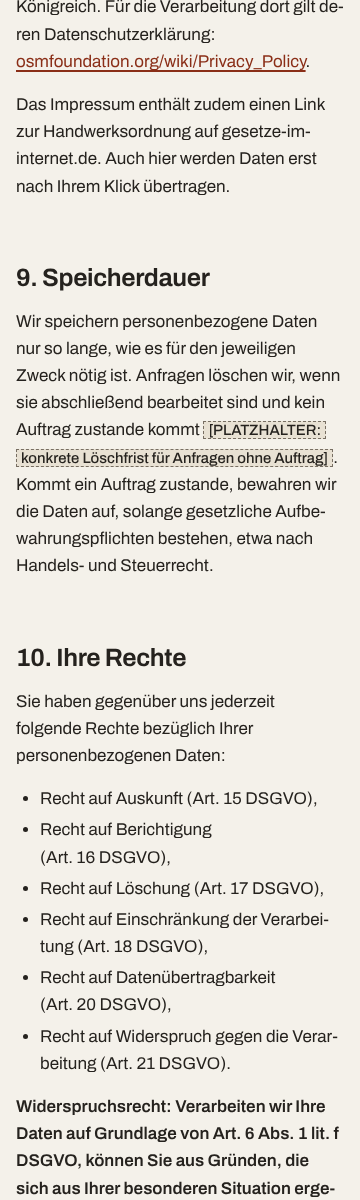 Königreich. Für die Verarbeitung dort gilt de-
ren Datenschutzerklärung:
osmfoundation.org/wiki/Privacy_Policy.
Das Impressum enthält zudem einen Link
zur Handwerksordnung auf gesetze-im-
internet.de. Auch hier werden Daten erst
nach Ihrem Klick übertragen.
9. Speicherdauer
Wir speichern personenbezogene Daten
nur so lange, wie es für den jeweiligen
Zweck nötig ist. Anfragen löschen wir, wenn
sie abschließend bearbeitet sind und kein
Auftrag zustande kommt [PLATZHALTER:
konkrete Löschfrist für Anfragen ohne Auftrag].
Kommt ein Auftrag zustande, bewahren wir
die Daten auf, solange gesetzliche Aufbe-
wahrungspflichten bestehen, etwa nach
Handels- und Steuerrecht.
10. Ihre Rechte
Sie haben gegenüber uns jederzeit
folgende Rechte bezüglich Ihrer
personenbezogenen Daten:
• Recht auf Auskunft (Art. 15 DSGVO),
• Recht auf Berichtigung
(Art. 16 DSGVO),
• Recht auf Löschung (Art. 17 DSGVO),
• Recht auf Einschränkung der Verarbei-
tung (Art. 18 DSGVO),
• Recht auf Datenübertragbarkeit
(Art. 20 DSGVO),
• Recht auf Widerspruch gegen die Verar-
beitung (Art. 21 DSGVO).
Widerspruchsrecht: Verarbeiten wir Ihre
Daten auf Grundlage von Art. 6 Abs. 1 lit. f
DSGVO, können Sie aus Gründen, die
sich aus Ihrer besonderen Situation erge-